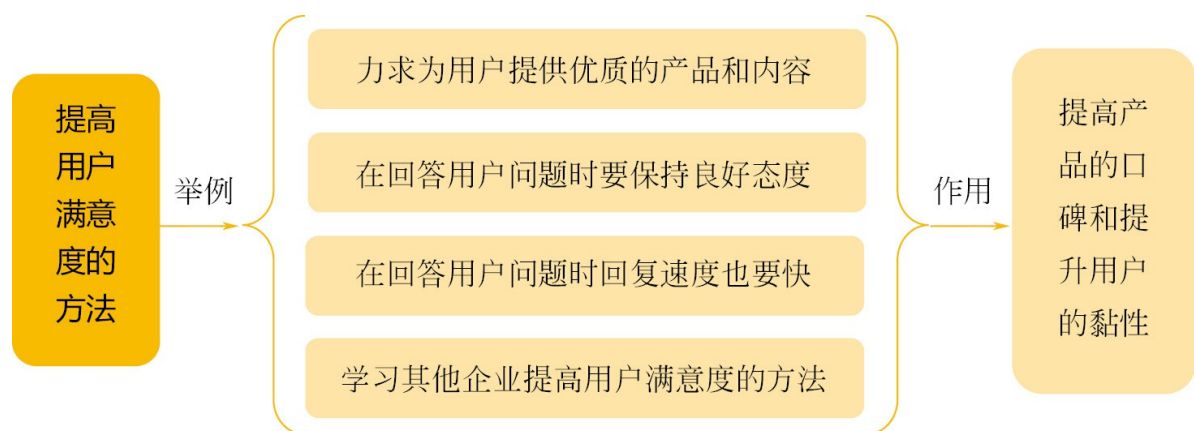 提高
用户
满意
度的
方法
举例
力求为用户提供优质的产品和内容
在回答用户问题时要保持良好态度
在回答用户问题时回复速度也要快
学习其他企业提高用户满意度的方法
作用
提高产
品的口
碑和提
升用户
的黏性